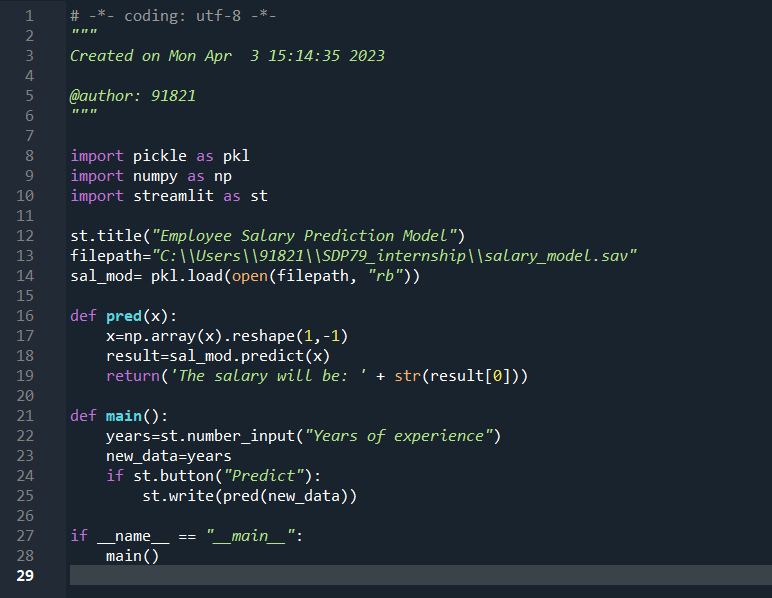 1 # -*- coding: utf-8 -*-
2 """
3 Created on Mon Apr  3 15:14:35 2023
4
5 @author: 91821
6 """
7
8 import pickle as pkl
9 import numpy as np
10 import streamlit as st
11
12 st.title("Employee Salary Prediction Model")
13 filepath="C:\\Users\\91821\\SDP79_internship\\salary_model.sav"
14 sal_mod= pkl.load(open(filepath, "rb"))
15
16 def pred(x):
17     x=np.array(x).reshape(1,-1)
18     result=sal_mod.predict(x)
19     return('The salary will be: ' + str(result[0]))
20
21 def main():
22     years=st.number_input("Years of experience")
23     new_data=years
24     if st.button("Predict"):
25         st.write(pred(new_data))
26
27 if __name__ == "__main__":
28     main()
29